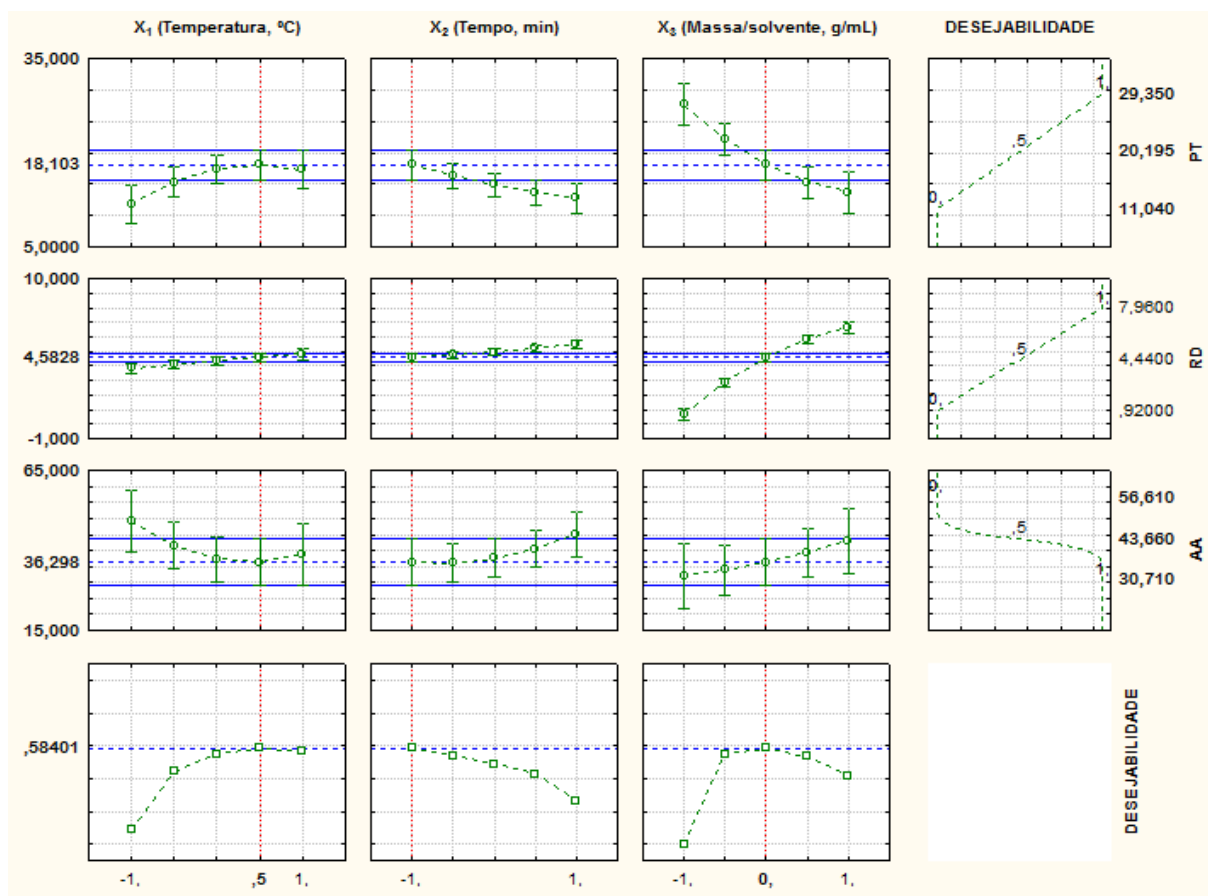 X₁ (Temperatura, ºC)
X₂ (Tempo, min)
X₃ (Massa/solvente, g/mL)
DESEJABILIDADE
35,000
18,103
5,0000
1,
,5
0,
29,350
20,195
11,040
PT
10,000
4,5828
-1,000
1,
,5
0,
7,9600
4,4400
,92000
RD
65,000
36,298
15,000
0,
,5
1,
56,610
43,660
30,710
AA
,58401
DESEJABILIDADE
-1, ,5 1,
-1, 1,
-1, 0, 1,